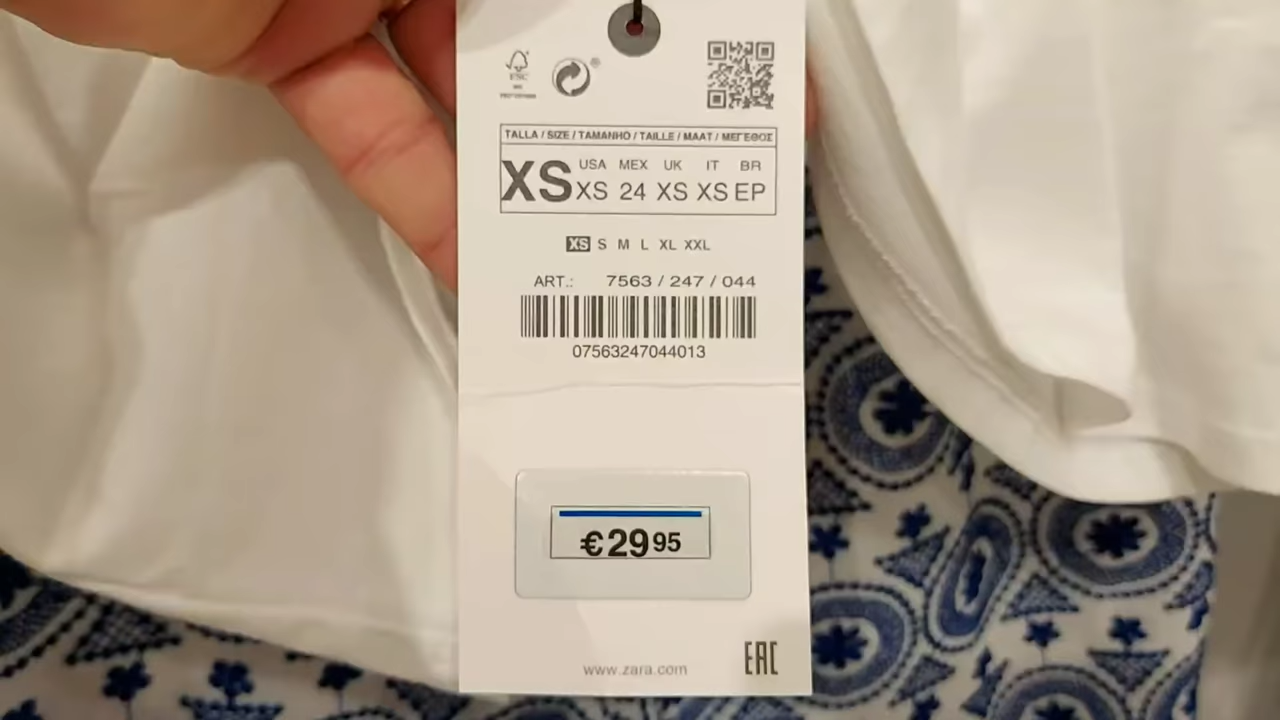 FSC
TALLA / SIZE / TAMANHO / TAILLE / MAAT / ΜΕΓΕΘΟΣ
XS
USA MEX UK IT BR
XS 24 XS XS EP
XS S M L XL XXL
ART.: 7563 / 247 / 044
07563247044013
€29 95
www.zara.com
EAC